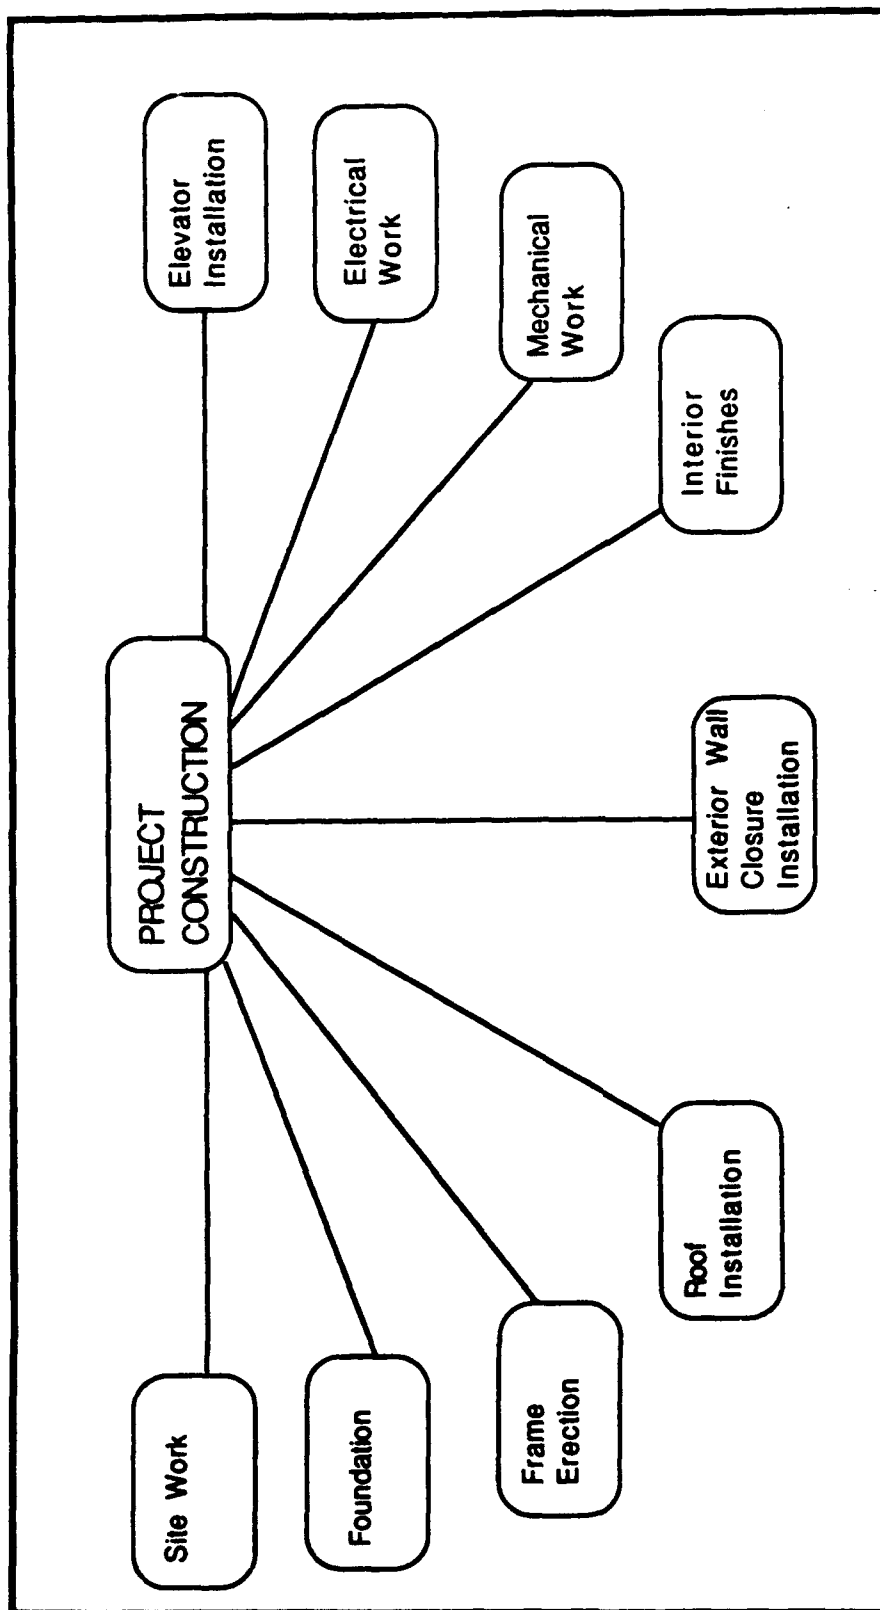 PROJECT
CONSTRUCTION
Site Work
Foundation
Frame
Erection
Roof
Installation
Exterior Wall
Closure
Installation
Interior
Finishes
Mechanical
Work
Electrical
Work
Elevator
Installation